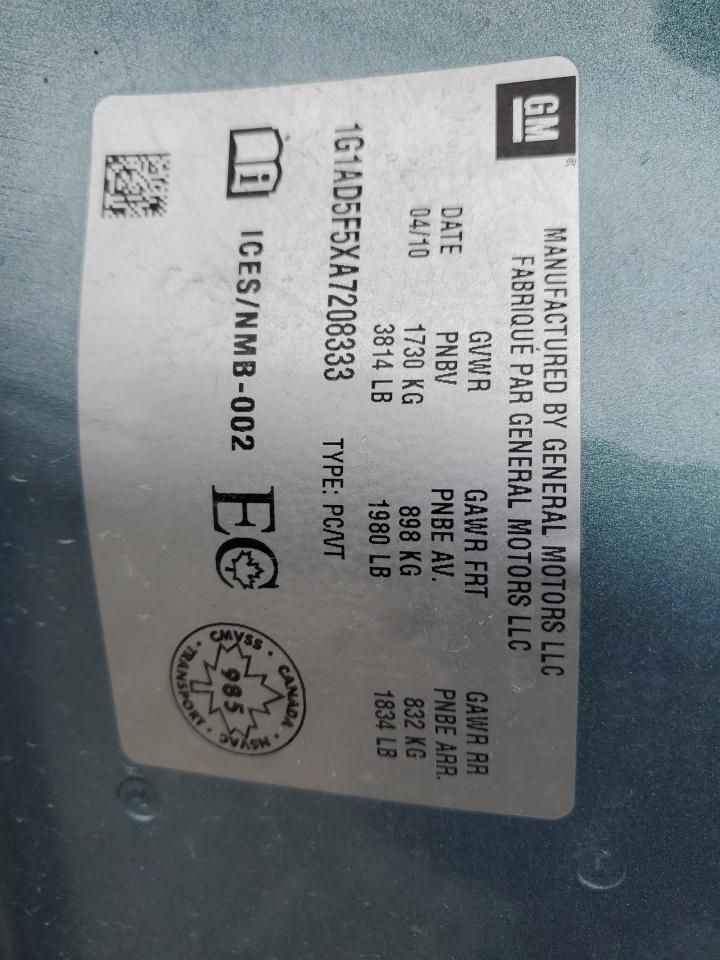 GM
®
MANUFACTURED BY GENERAL MOTORS LLC
FABRIQUÉ PAR GENERAL MOTORS LLC
DATE GVWR GAWR FRT GAWR RR
04/10 PNBV PNBE AV. PNBE ARR.
1730 KG 898 KG 832 KG
3814 LB 1980 LB 1834 LB
1G1AD5F5XA7208333 TYPE: PC/VT
ICES/NMB-002 EC
CMVSS · CANADA · NSVAC · TRANSPORT ·
985